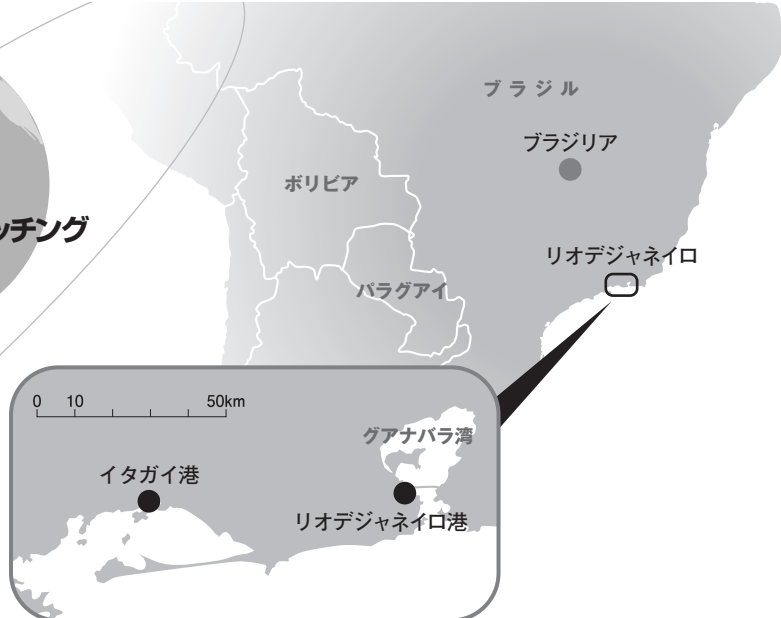 ブラジル
ブラジリア
ボリビア
ッチング
リオデジャネイロ
パラグアイ
0 10 50km
グアナバラ湾
イタガイ港
リオデジャネイロ港